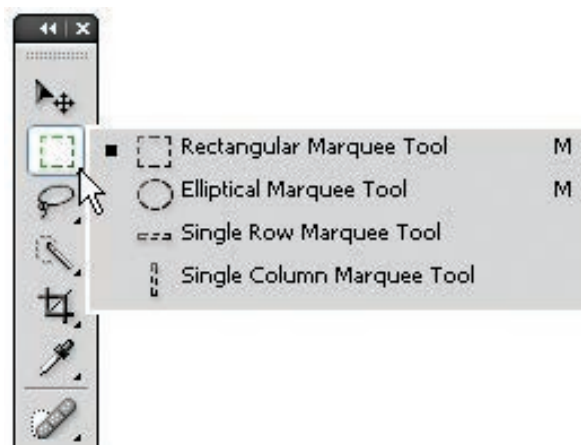 Rectangular Marquee Tool M
Elliptical Marquee Tool M
Single Row Marquee Tool
Single Column Marquee Tool